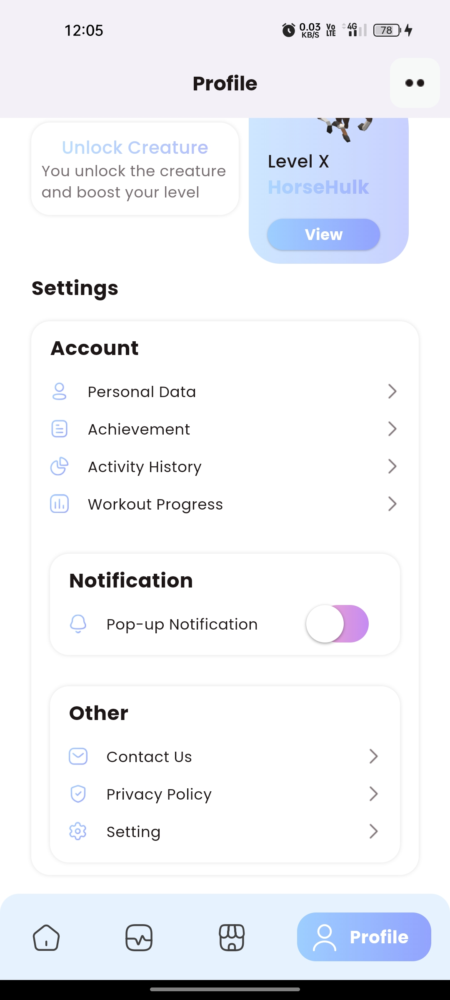 12:05
0.03
KB/S
Vo
LTE
4G
78
Profile
Unlock Creature
You unlock the creature
and boost your level
Level X
HorseHulk
View
Settings
Account
Personal Data
Achievement
Activity History
Workout Progress
Notification
Pop-up Notification
Other
Contact Us
Privacy Policy
Setting
Profile